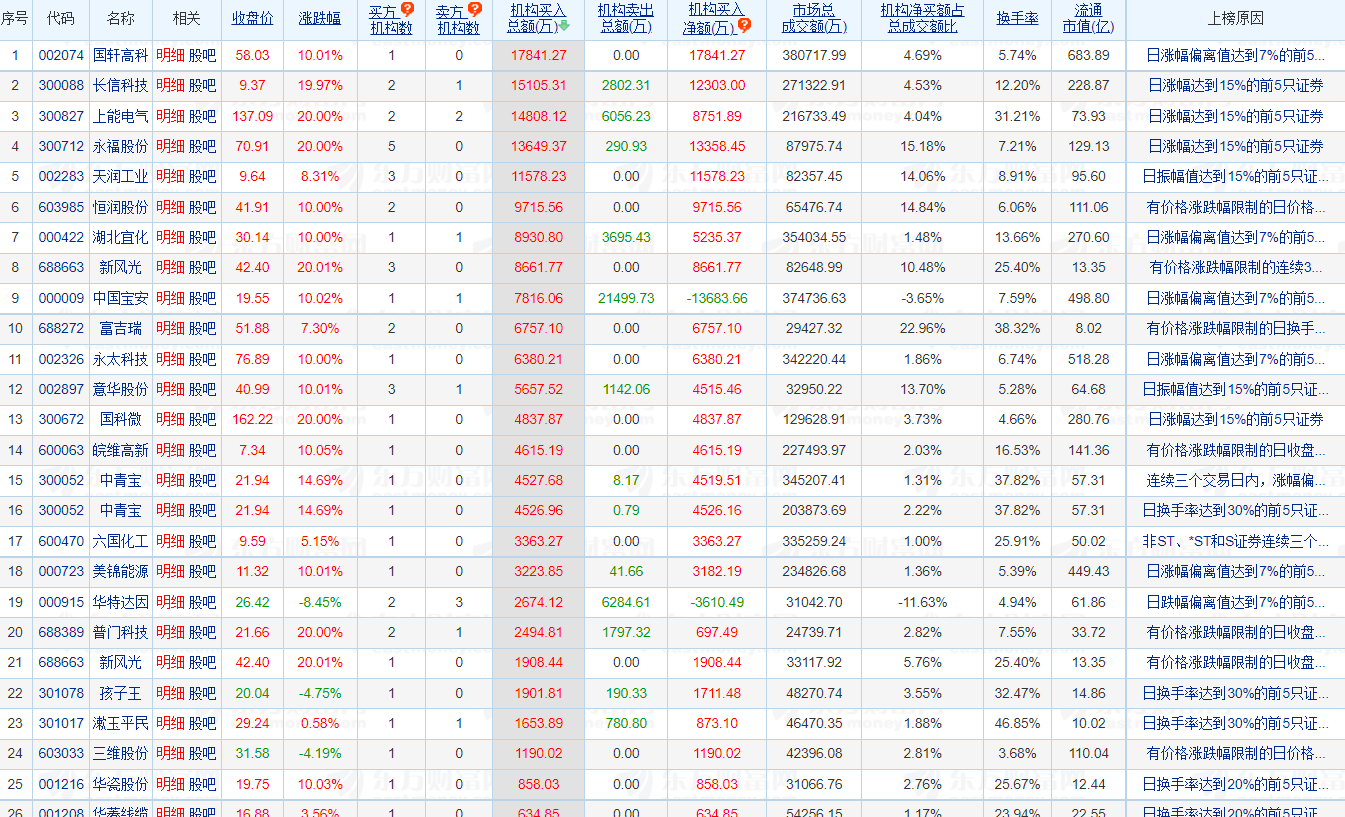 序号 代码 名称 相关 收盘价 涨跌幅 买方机构数 卖方机构数 机构买入总额(万) 机构卖出总额(万) 机构买入净额(万) 市场总成交额(万) 机构净买额占总成交额比 换手率 流通市值(亿) 上榜原因
1 002074 国轩高科 明细 股吧 58.03 10.01% 1 0 17841.27 0.00 17841.27 380717.99 4.69% 5.74% 683.89 日涨幅偏离值达到7%的前5...
2 300088 长信科技 明细 股吧 9.37 19.97% 2 1 15105.31 2802.31 12303.00 271322.91 4.53% 12.20% 228.87 日涨幅达到15%的前5只证券
3 300827 上能电气 明细 股吧 137.09 20.00% 2 2 14808.12 6056.23 8751.89 216733.49 4.04% 31.21% 73.93 日涨幅达到15%的前5只证券
4 300712 永福股份 明细 股吧 70.91 20.00% 5 0 13649.37 290.93 13358.45 87975.74 15.18% 7.21% 129.13 日涨幅达到15%的前5只证券
5 002283 天润工业 明细 股吧 9.64 8.31% 3 0 11578.23 0.00 11578.23 82357.45 14.06% 8.91% 95.60 日振幅值达到15%的前5只证...
6 603985 恒润股份 明细 股吧 41.91 10.00% 2 0 9715.56 0.00 9715.56 65476.74 14.84% 6.06% 111.06 有价格涨跌幅限制的日价格...
7 000422 湖北宜化 明细 股吧 30.14 10.00% 1 1 8930.80 3695.43 5235.37 354034.55 1.48% 13.66% 270.60 日涨幅偏离值达到7%的前5...
8 688663 新风光 明细 股吧 42.40 20.01% 3 0 8661.77 0.00 8661.77 82648.99 10.48% 25.40% 13.35 有价格涨跌幅限制的连续3...
9 000009 中国宝安 明细 股吧 19.55 10.02% 1 1 7816.06 21499.73 -13683.66 374736.63 -3.65% 7.59% 498.80 日涨幅偏离值达到7%的前5...
10 688272 富吉瑞 明细 股吧 51.88 7.30% 2 0 6757.10 0.00 6757.10 29427.32 22.96% 38.32% 8.02 有价格涨跌幅限制的日换手...
11 002326 永太科技 明细 股吧 76.89 10.00% 1 0 6380.21 0.00 6380.21 342220.44 1.86% 6.74% 518.28 日涨幅偏离值达到7%的前5...
12 002897 意华股份 明细 股吧 40.99 10.01% 3 1 5657.52 1142.06 4515.46 32950.22 13.70% 5.28% 64.68 日振幅值达到15%的前5只证...
13 300672 国科微 明细 股吧 162.22 20.00% 1 0 4837.87 0.00 4837.87 129628.91 3.73% 4.66% 280.76 日涨幅达到15%的前5只证券
14 600063 皖维高新 明细 股吧 7.34 10.05% 1 0 4615.19 0.00 4615.19 227493.97 2.03% 16.53% 141.36 有价格涨跌幅限制的日收盘...
15 300052 中青宝 明细 股吧 21.94 14.69% 1 0 4527.68 8.17 4519.51 345207.41 1.31% 37.82% 57.31 连续三个交易日内，涨幅偏...
16 300052 中青宝 明细 股吧 21.94 14.69% 1 0 4526.96 0.79 4526.16 203873.69 2.22% 37.82% 57.31 日换手率达到30%的前5只证...
17 600470 六国化工 明细 股吧 9.59 5.15% 1 0 3363.27 0.00 3363.27 335259.24 1.00% 25.91% 50.02 非ST、*ST和S证券连续三个...
18 000723 美锦能源 明细 股吧 11.32 10.01% 1 0 3223.85 41.66 3182.19 234826.68 1.36% 5.39% 449.43 日涨幅偏离值达到7%的前5...
19 000915 华特达因 明细 股吧 26.42 -8.45% 2 3 2674.12 6284.61 -3610.49 31042.70 -11.63% 4.94% 61.86 日跌幅偏离值达到7%的前5...
20 688389 普门科技 明细 股吧 21.66 20.00% 2 1 2494.81 1797.32 697.49 24739.71 2.82% 7.55% 33.72 有价格涨跌幅限制的日收盘...
21 688663 新风光 明细 股吧 42.40 20.01% 1 0 1908.44 0.00 1908.44 33117.92 5.76% 25.40% 13.35 有价格涨跌幅限制的日收盘...
22 301078 孩子王 明细 股吧 20.04 -4.75% 1 0 1901.81 190.33 1711.48 48270.74 3.55% 32.47% 14.86 日换手率达到30%的前5只证...
23 301017 漱玉平民 明细 股吧 29.24 0.58% 1 1 1653.89 780.80 873.10 46470.35 1.88% 46.85% 10.02 日换手率达到30%的前5只证...
24 603033 三维股份 明细 股吧 31.58 -4.19% 1 0 1190.02 0.00 1190.02 42396.08 2.81% 3.68% 110.04 有价格涨跌幅限制的日价格...
25 001216 华瓷股份 明细 股吧 19.75 10.03% 1 0 858.03 0.00 858.03 31066.76 2.76% 25.67% 12.44 日换手率达到20%的前5只证...
26 001208 华菱线缆 明细 股吧 16.88 3.56% 1 0 634.85 0.00 634.85 54256.15 1.17% 23.94% 22.55 日换手率达到20%的前5只证...